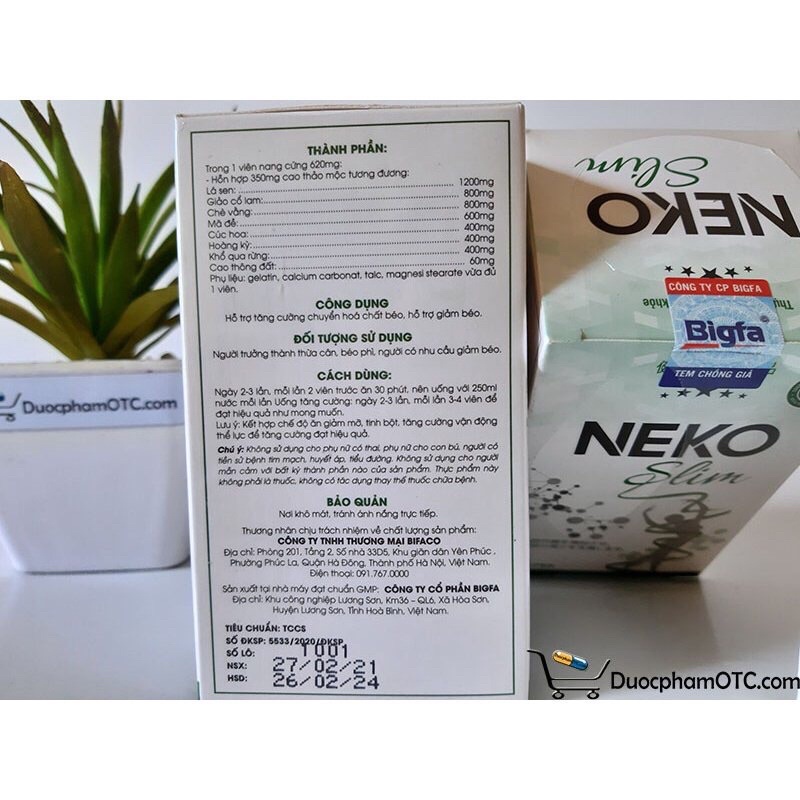 THÀNH PHẦN:
Trong 1 viên nang cứng 620mg:
- Hỗn hợp 350mg cao thảo mộc tương đương:
Lá sen: 1200mg
Giảo cổ lam: 800mg
Chè vằng: 800mg
Mã đề: 600mg
Cúc hoa: 400mg
Hoàng kỳ: 400mg
Khổ qua rừng: 400mg
Cao thông đất: 60mg
Phụ liệu: gelatin, calcium carbonat, talc, magnesi stearate vừa đủ
1 viên.
CÔNG DỤNG
Hỗ trợ tăng cường chuyển hoá chất béo, hỗ trợ giảm béo.
ĐỐI TƯỢNG SỬ DỤNG
Người trưởng thành thừa cân, béo phì, người có nhu cầu giảm béo.
CÁCH DÙNG:
Ngày 2-3 lần, mỗi lần 2 viên trước ăn 30 phút, nên uống với 250ml
nước mỗi lần Uống tăng cường: ngày 2-3 lần, mỗi lần 3-4 viên để
đạt hiệu quả như mong muốn.
Lưu ý: Kết hợp chế độ ăn giảm mỡ, tinh bột, tăng cường vận động
thể lực để tăng cường đạt hiệu quả.
Chú ý: Không sử dụng cho phụ nữ có thai, phụ nữ cho con bú, người có
tiền sử bệnh tim mạch, huyết áp, tiểu đường. Không sử dụng cho người
mẫn cảm với bất kỳ thành phần nào của sản phẩm. Thực phẩm này
không phải là thuốc, không có tác dụng thay thế thuốc chữa bệnh.
BẢO QUẢN
Nơi khô mát, tránh ánh nắng trực tiếp.
Thương nhân chịu trách nhiệm về chất lượng sản phẩm:
CÔNG TY TNHH THƯƠNG MẠI BIFACO
Địa chỉ: Phòng 201, Tầng 2, Số nhà 33D5, Khu giãn dân Yên Phúc,
Phường Phúc La, Quận Hà Đông, Thành phố Hà Nội, Việt Nam.
Điện thoại: 091.767.0000
Sản xuất tại nhà máy đạt chuẩn GMP: CÔNG TY CỔ PHẦN BIGFA
Địa chỉ: Khu công nghiệp Lương Sơn, Km36 – QL6, Xã Hòa Sơn,
Huyện Lương Sơn, Tỉnh Hoà Bình, Việt Nam.
TIÊU CHUẨN: TCCS
SỐ ĐKSP: 5533/2020/ĐKSP
SỐ LÔ: T001
NSX: 27/02/21
HSD: 26/02/24
NEKO
Slim
CÔNG TY CP BIGFA
Bigfa
TEM CHỐNG GIẢ
khỏe
NEKO
Slim
DuocphamOTC.com
DuocphamOTC.com